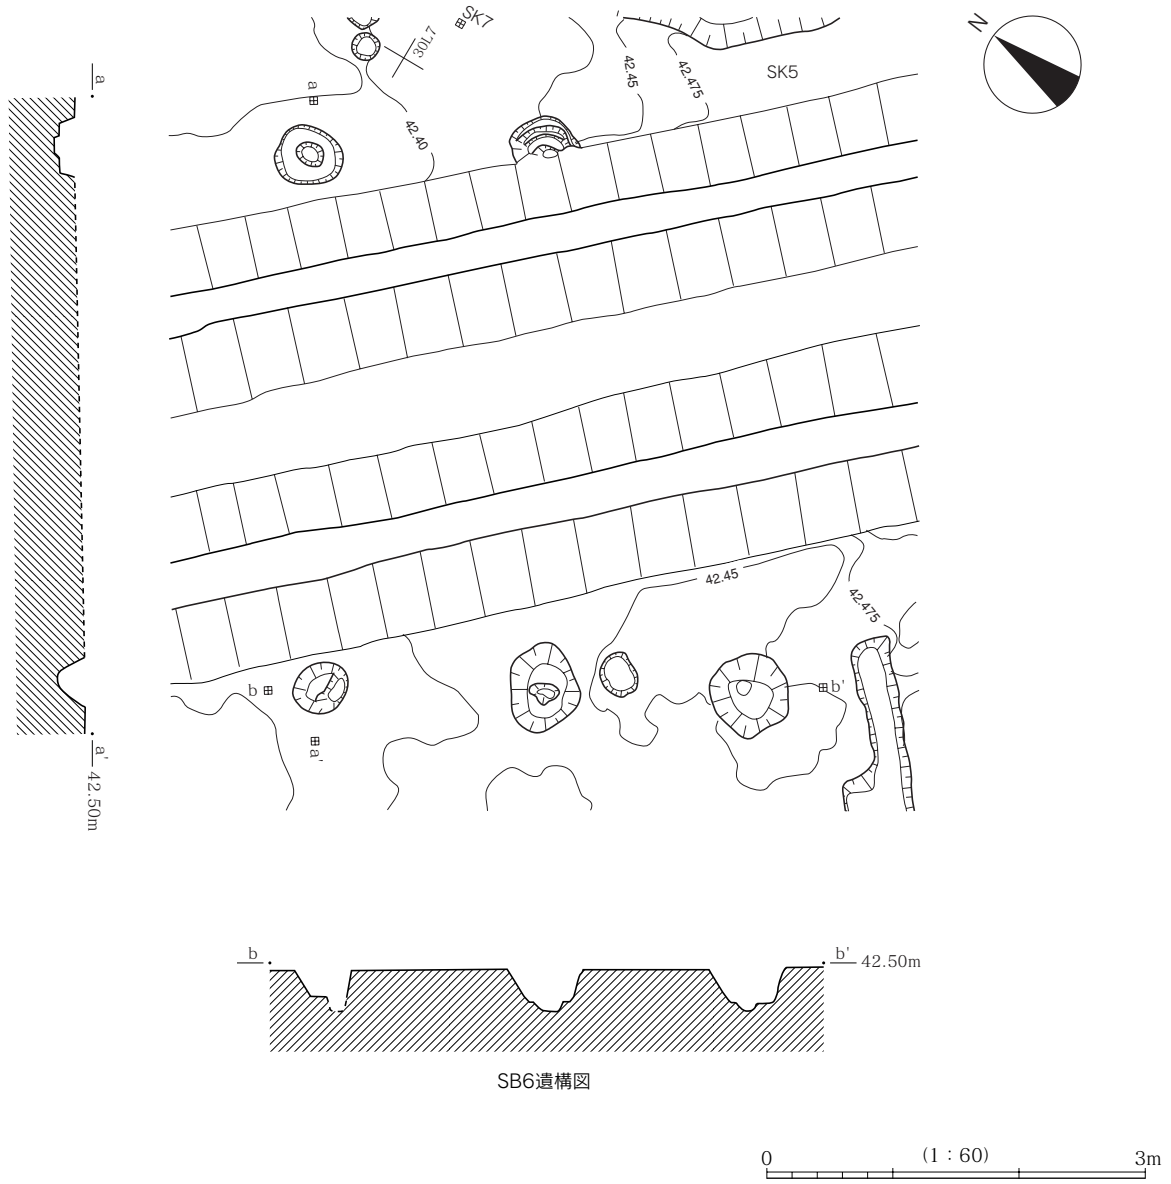 SK7
30L7
N
a
a
42.45
42.475
SK5
42.40
42.45
42.475
b
b'
a'
a'
42.50m
b
b' 42.50m
SB6遺構図
0 (1：60) 3m